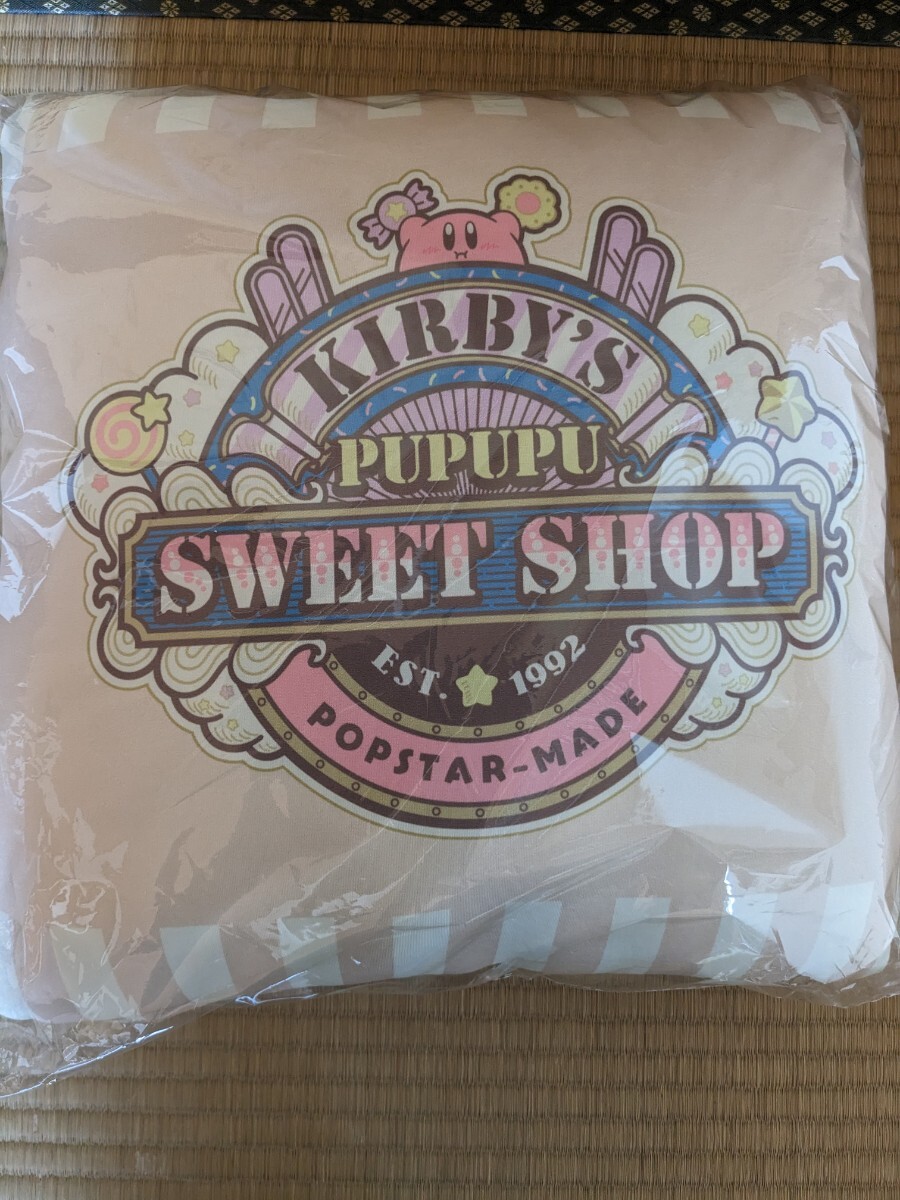 KIRBY'S
PUPUPU
SWEET SHOP
EST. 1992
POPSTAR-MADE